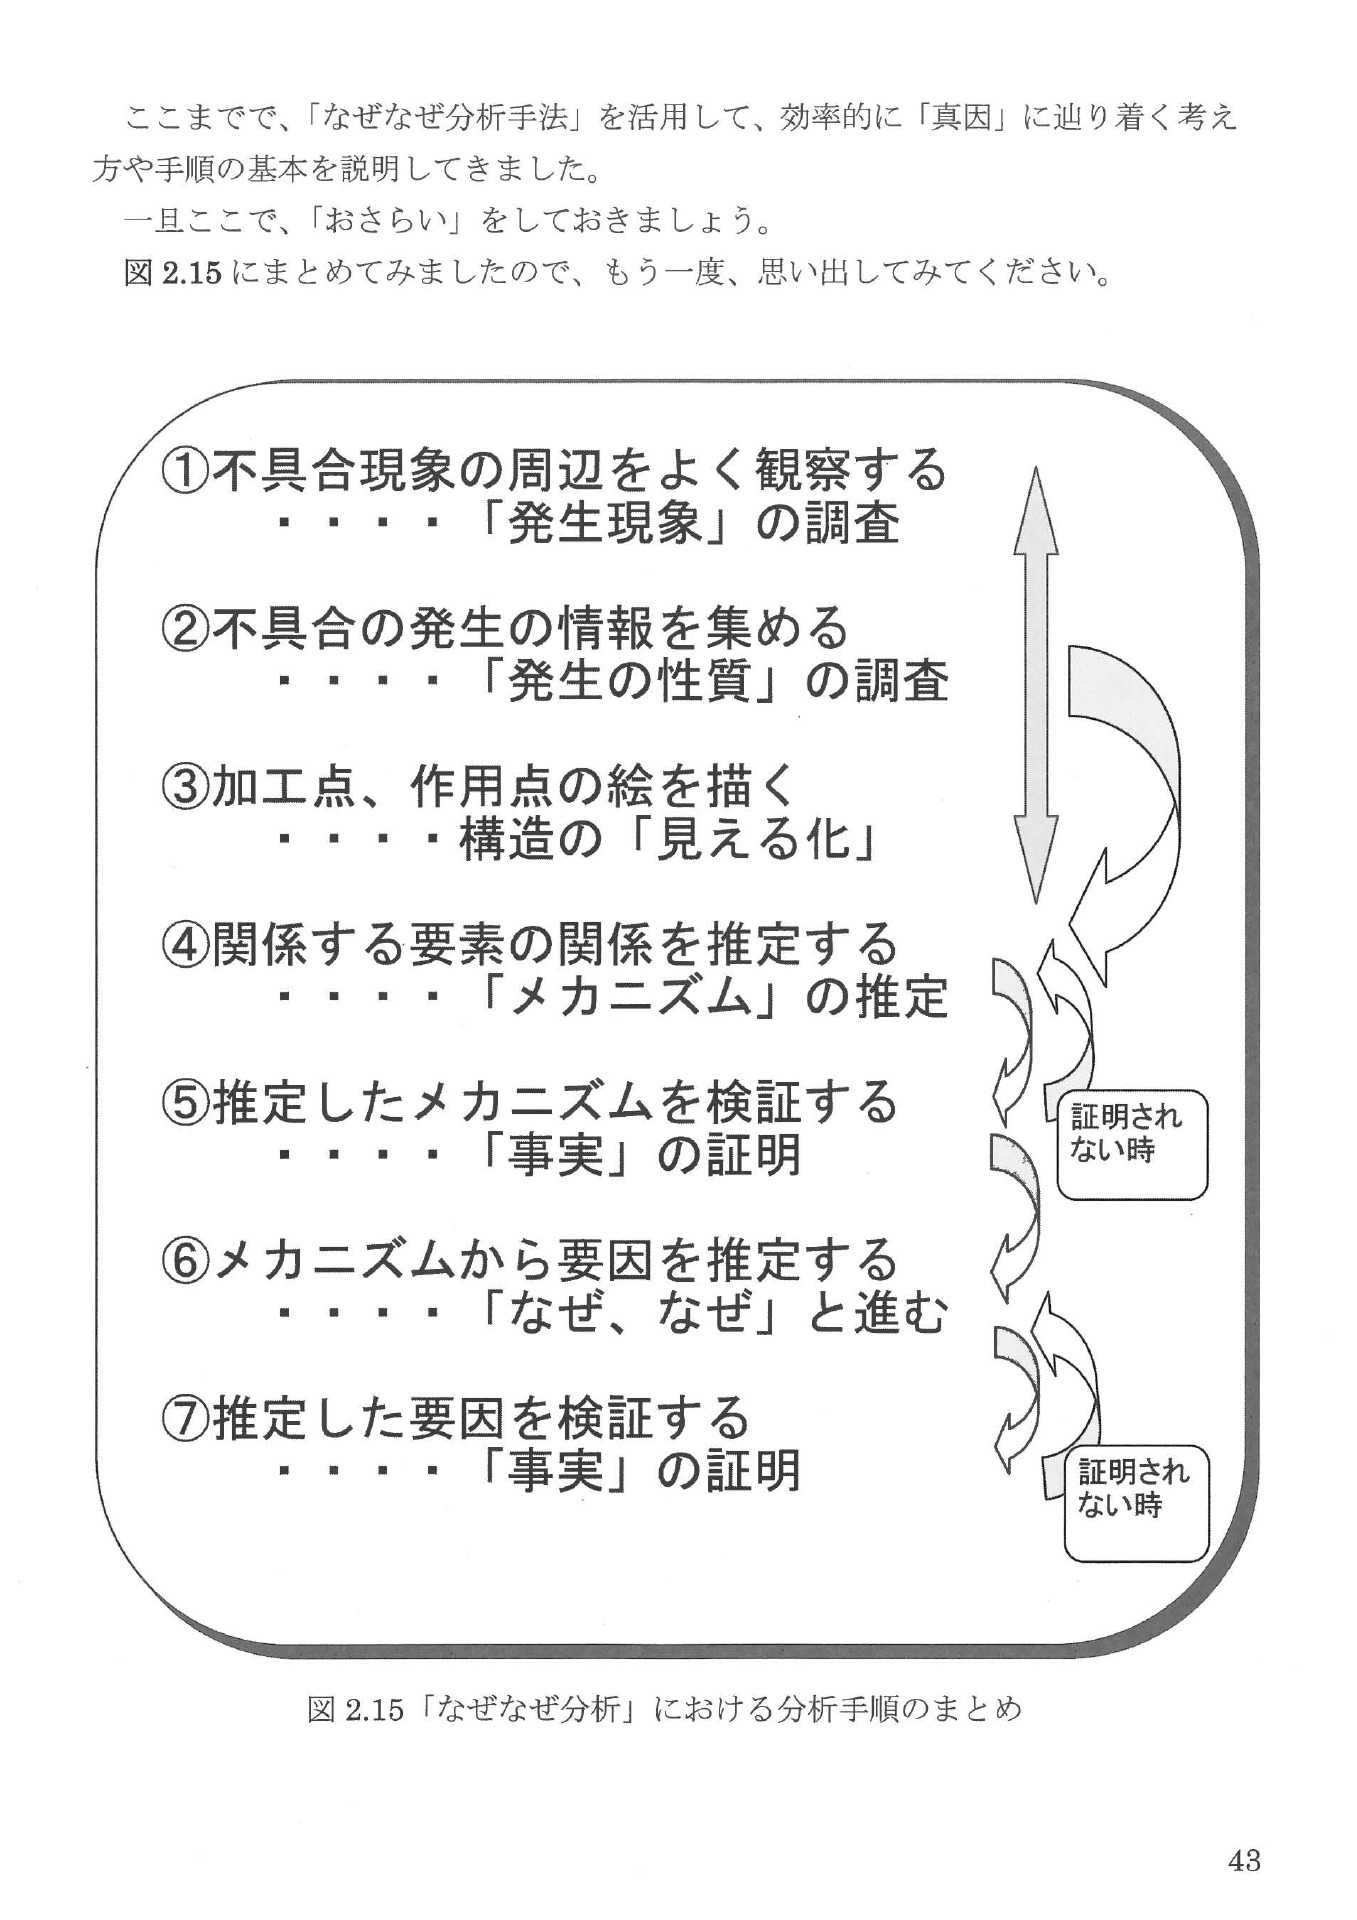 ここまでで、「なぜなぜ分析手法」を活用して、効率的に「真因」に辿り着く考え
方や手順の基本を説明してきました。
一旦ここで、「おさらい」をしておきましょう。
図 2.15 にまとめてみましたので、もう一度、思い出してみてください。
①不具合現象の周辺をよく観察する
・・・・「発生現象」の調査
②不具合の発生の情報を集める
・・・・「発生の性質」の調査
③加工点、作用点の絵を描く
・・・・構造の「見える化」
④関係する要素の関係を推定する
・・・・「メカニズム」の推定
⑤推定したメカニズムを検証する
・・・・「事実」の証明
証明され
ない時
⑥メカニズムから要因を推定する
・・・・「なぜ、なぜ」と進む
⑦推定した要因を検証する
・・・・「事実」の証明
証明され
ない時
図 2.15「なぜなぜ分析」における分析手順のまとめ
43